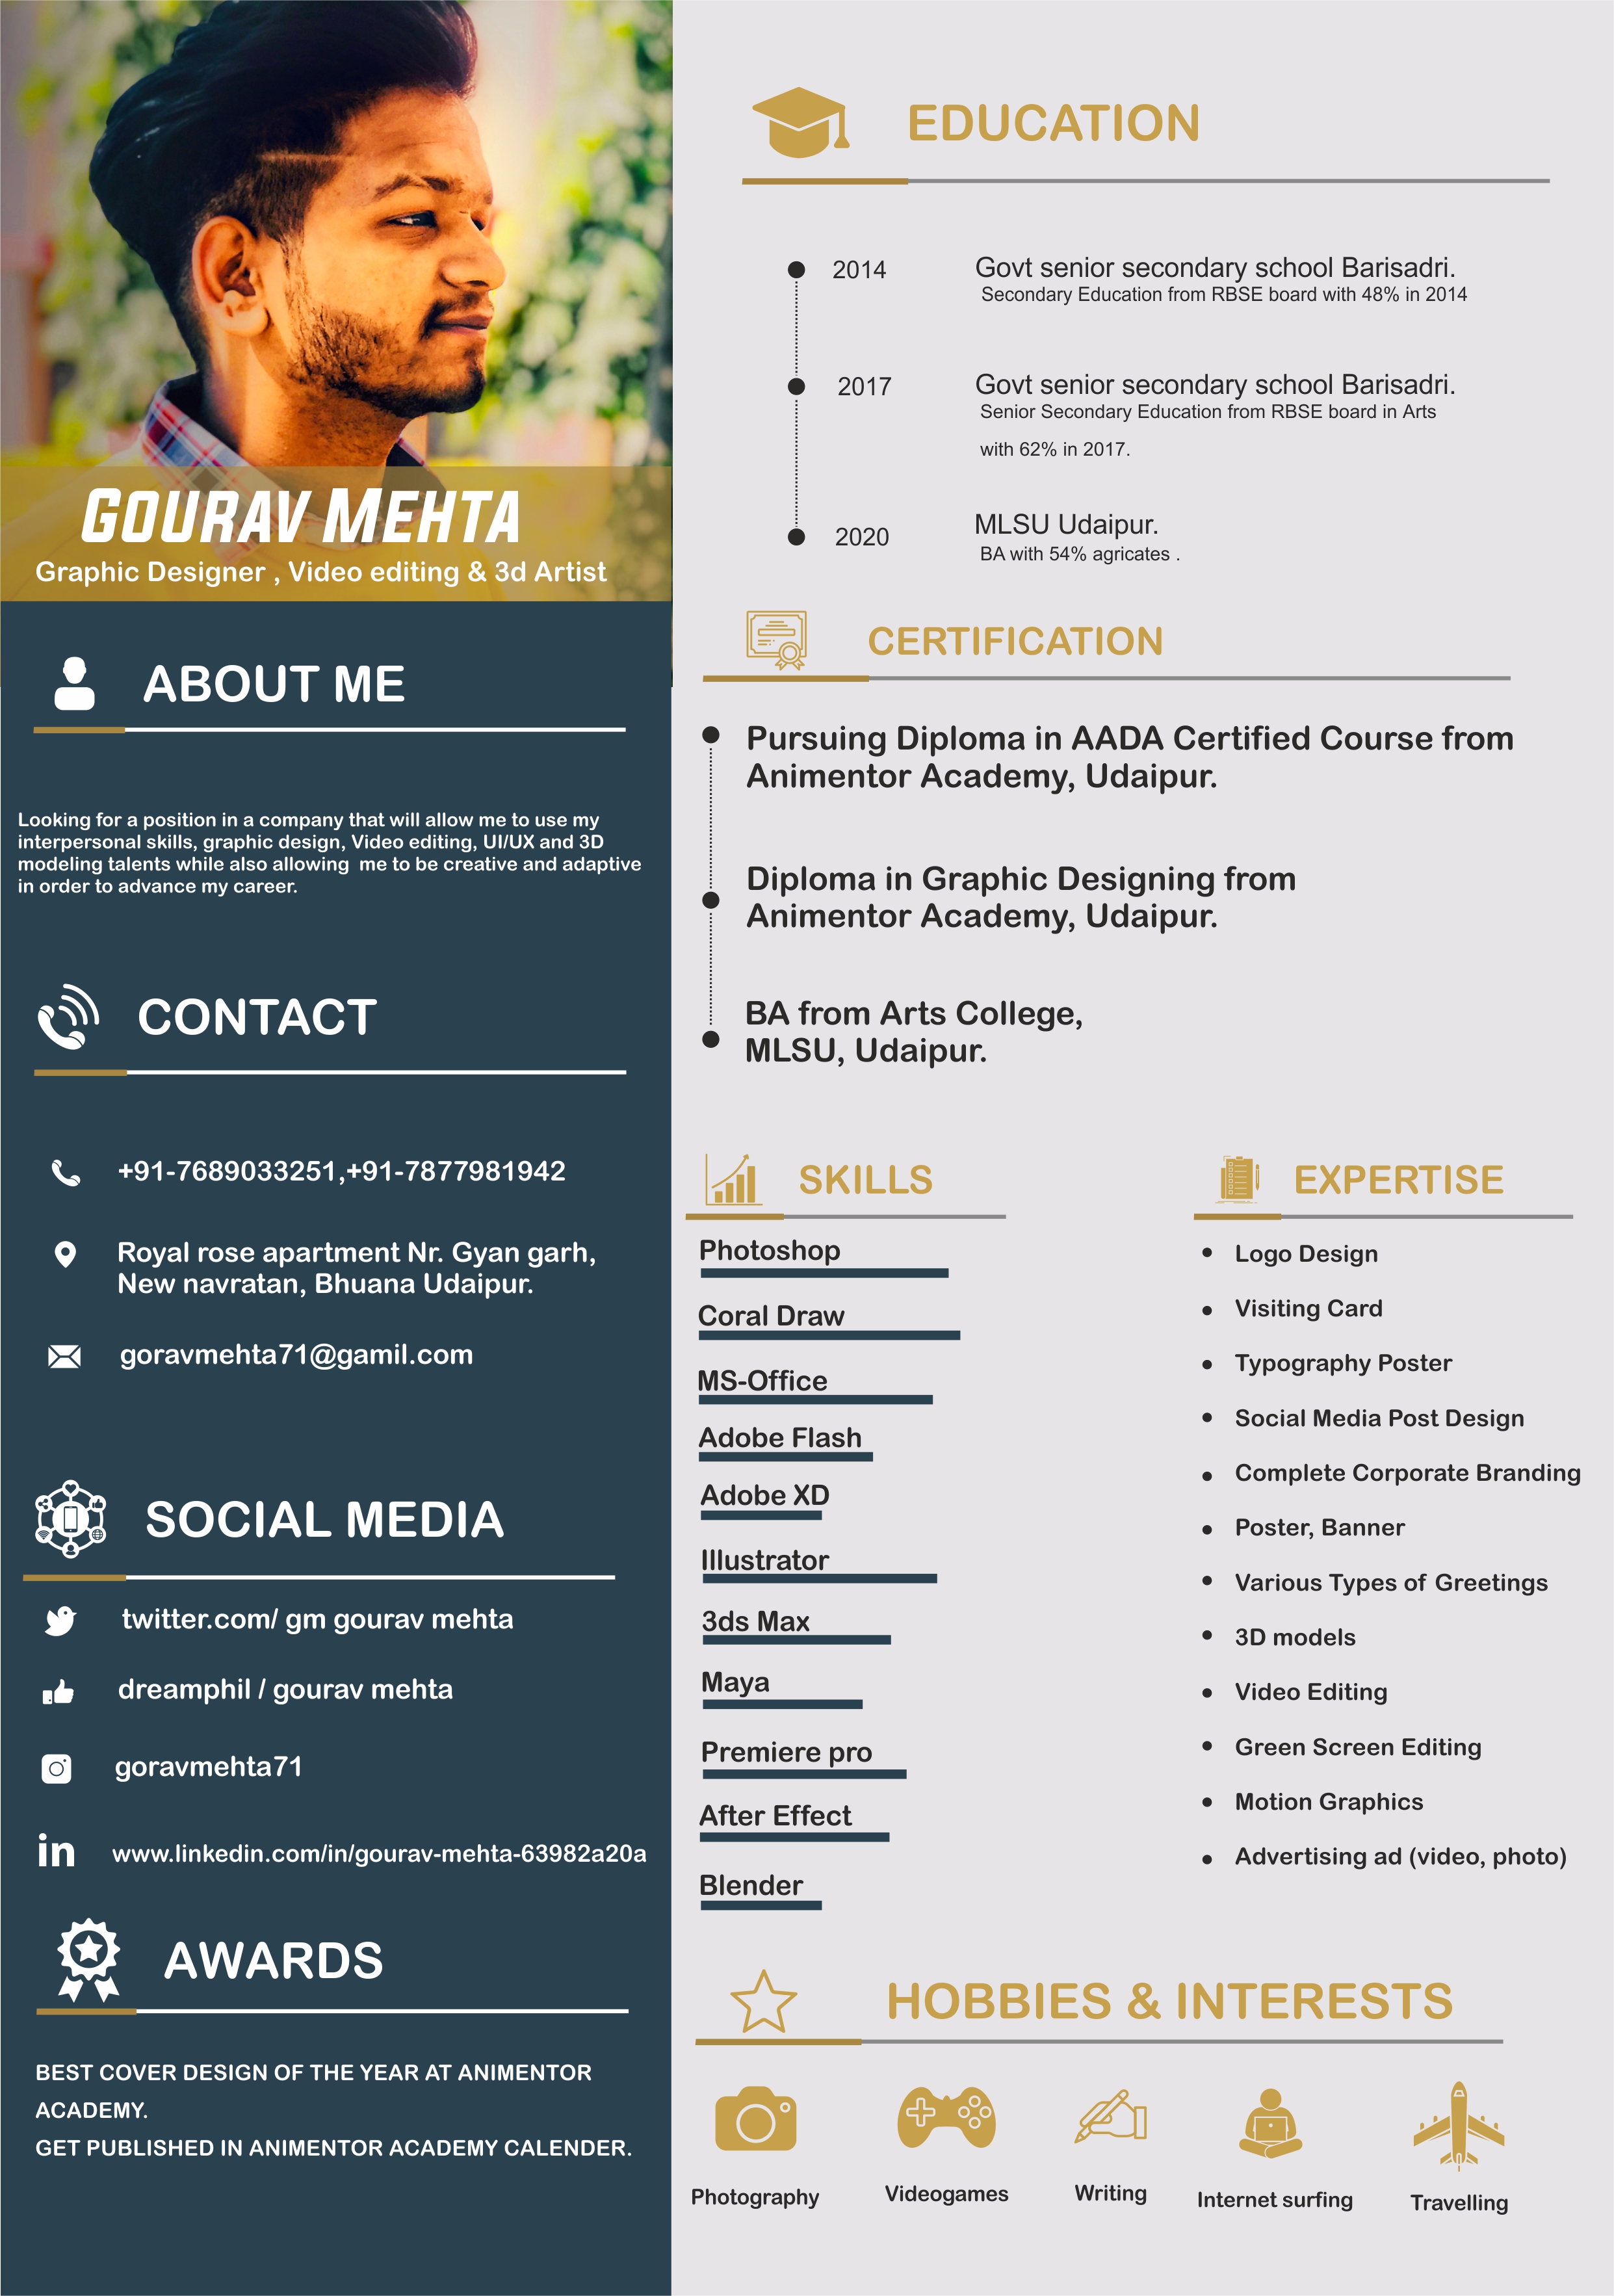 GOURAV MEHTA
Graphic Designer , Video editing & 3d Artist
ABOUT ME
Looking for a position in a company that will allow me to use my
interpersonal skills, graphic design, Video editing, UI/UX and 3D
modeling talents while also allowing  me to be creative and adaptive
in order to advance my career.
CONTACT
+91-7689033251,+91-7877981942
Royal rose apartment Nr. Gyan garh,
New navratan, Bhuana Udaipur.
goravmehta71@gamil.com
SOCIAL MEDIA
twitter.com/ gm gourav mehta
dreamphil / gourav mehta
goravmehta71
in www.linkedin.com/in/gourav-mehta-63982a20a
AWARDS
BEST COVER DESIGN OF THE YEAR AT ANIMENTOR
ACADEMY.
GET PUBLISHED IN ANIMENTOR ACADEMY CALENDER.
EDUCATION
2014 Govt senior secondary school Barisadri.
Secondary Education from RBSE board with 48% in 2014
2017 Govt senior secondary school Barisadri.
Senior Secondary Education from RBSE board in Arts
with 62% in 2017.
2020 MLSU Udaipur.
BA with 54% agricates .
CERTIFICATION
Pursuing Diploma in AADA Certified Course from
Animentor Academy, Udaipur.
Diploma in Graphic Designing from
Animentor Academy, Udaipur.
BA from Arts College,
MLSU, Udaipur.
SKILLS
Photoshop
Coral Draw
MS-Office
Adobe Flash
Adobe XD
Illustrator
3ds Max
Maya
Premiere pro
After Effect
Blender
EXPERTISE
• Logo Design
• Visiting Card
• Typography Poster
• Social Media Post Design
• Complete Corporate Branding
• Poster, Banner
• Various Types of Greetings
• 3D models
• Video Editing
• Green Screen Editing
• Motion Graphics
• Advertising ad (video, photo)
HOBBIES & INTERESTS
Photography
Videogames
Writing
Internet surfing
Travelling